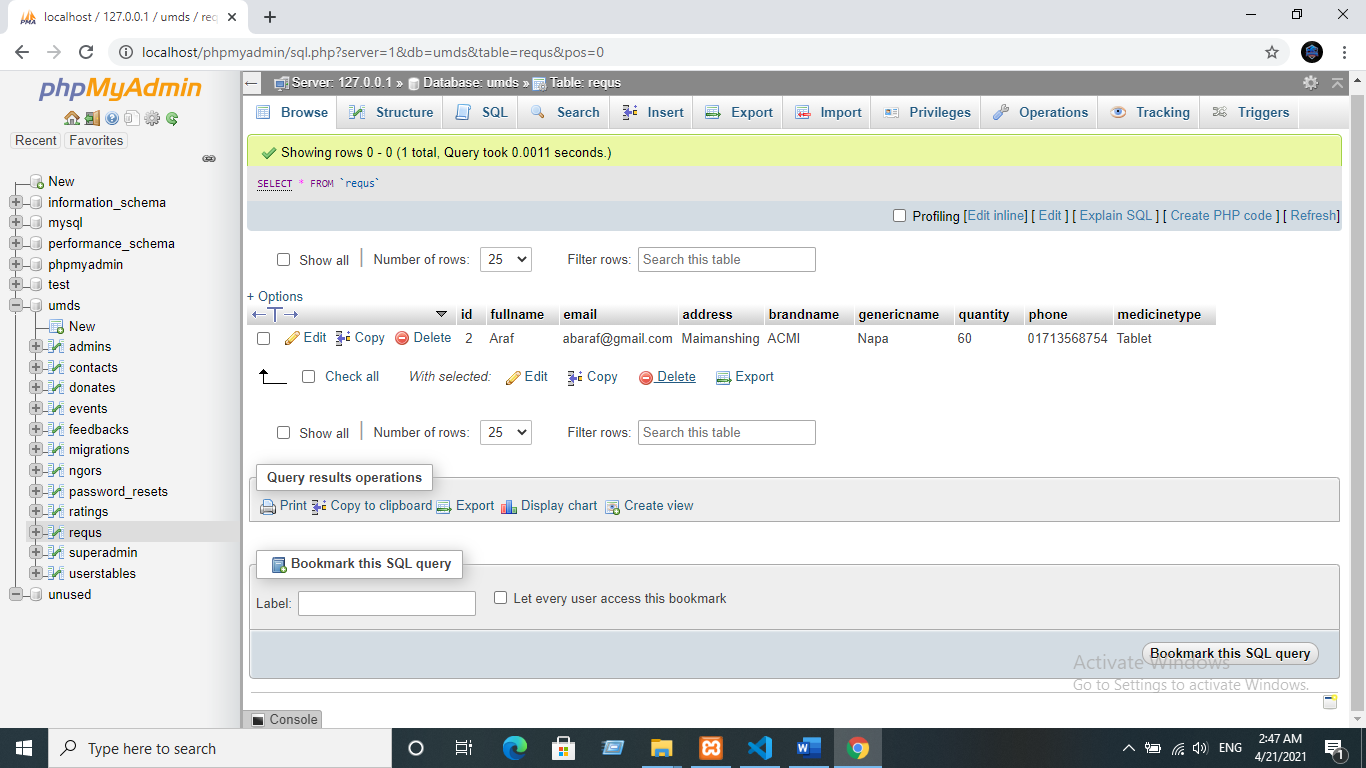 localhost / 127.0.0.1 / umds / req
localhost/phpmyadmin/sql.php?server=1&db=umds&table=requs&pos=0
phpMyAdmin
Recent Favorites
New
information_schema
mysql
performance_schema
phpmyadmin
test
umds
New
admins
contacts
donates
events
feedbacks
migrations
ngors
password_resets
ratings
requs
superadmin
userstables
unused
Server: 127.0.0.1 » Database: umds » Table: requs
Browse Structure SQL Search Insert Export Import Privileges Operations Tracking Triggers
Showing rows 0 - 0 (1 total, Query took 0.0011 seconds.)
SELECT * FROM `requs`
Profiling [Edit inline] [ Edit ] [ Explain SQL ] [ Create PHP code ] [ Refresh]
Show all | Number of rows: 25 Filter rows: Search this table
+ Options
←T→ id fullname email address brandname genericname quantity phone medicinetype
Edit Copy Delete 2 Araf abaraf@gmail.com Maimanshing ACMI Napa 60 01713568754 Tablet
Check all With selected: Edit Copy Delete Export
Show all | Number of rows: 25 Filter rows: Search this table
Query results operations
Print Copy to clipboard Export Display chart Create view
Bookmark this SQL query
Label: Let every user access this bookmark
Bookmark this SQL query
Activate Windows
Go to Settings to activate Windows.
Console
Type here to search
ENG
2:47 AM
4/21/2021
1